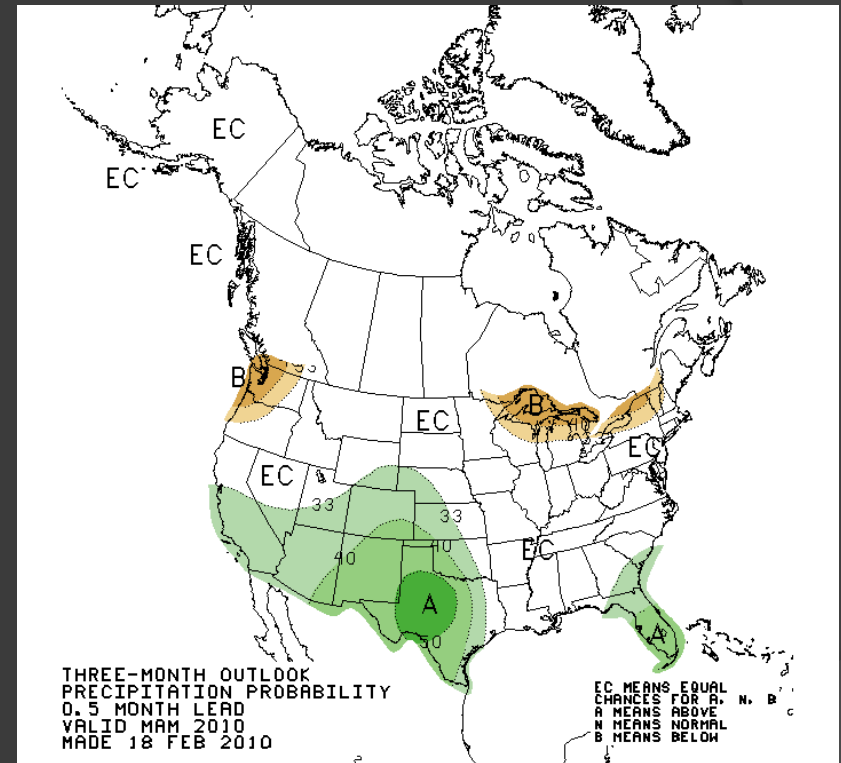 EC
EC
EC
B
33
B
40
EC
EC
EC
33
33
40
40
EC
A
50
A
THREE-MONTH OUTLOOK
PRECIPITATION PROBABILITY
0.5 MONTH LEAD
VALID MAM 2010
MADE 18 FEB 2010
EC MEANS EQUAL
CHANCES FOR A, N, B
A MEANS ABOVE
N MEANS NORMAL
B MEANS BELOW